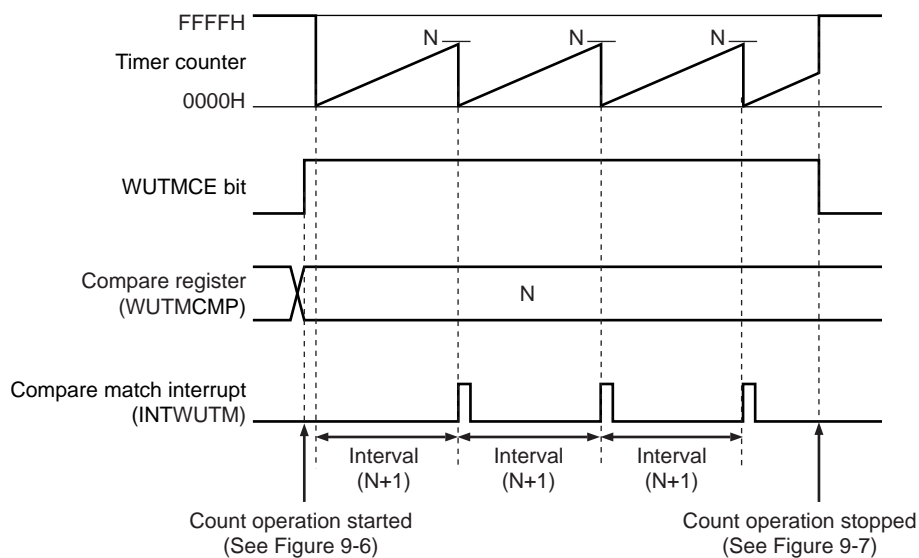 FFFFH
N
N
N
Timer counter
0000H
WUTMCE bit
Compare register
(WUTMCMP)
N
Compare match interrupt
(INTWUTM)
Interval
(N+1)
Interval
(N+1)
Interval
(N+1)
Count operation started
(See Figure 9-6)
Count operation stopped
(See Figure 9-7)